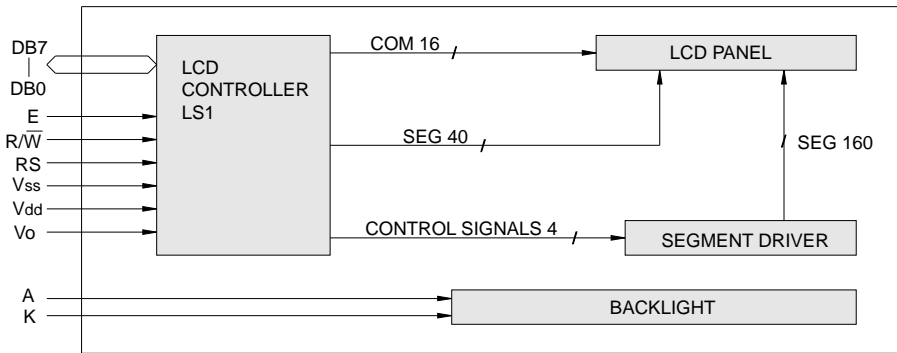 DB7
DB0
E
R/W̅
RS
Vss
Vdd
Vo
A
K
LCD
CONTROLLER
LS1
COM 16
SEG 40
CONTROL SIGNALS 4
LCD PANEL
SEG 160
SEGMENT DRIVER
BACKLIGHT